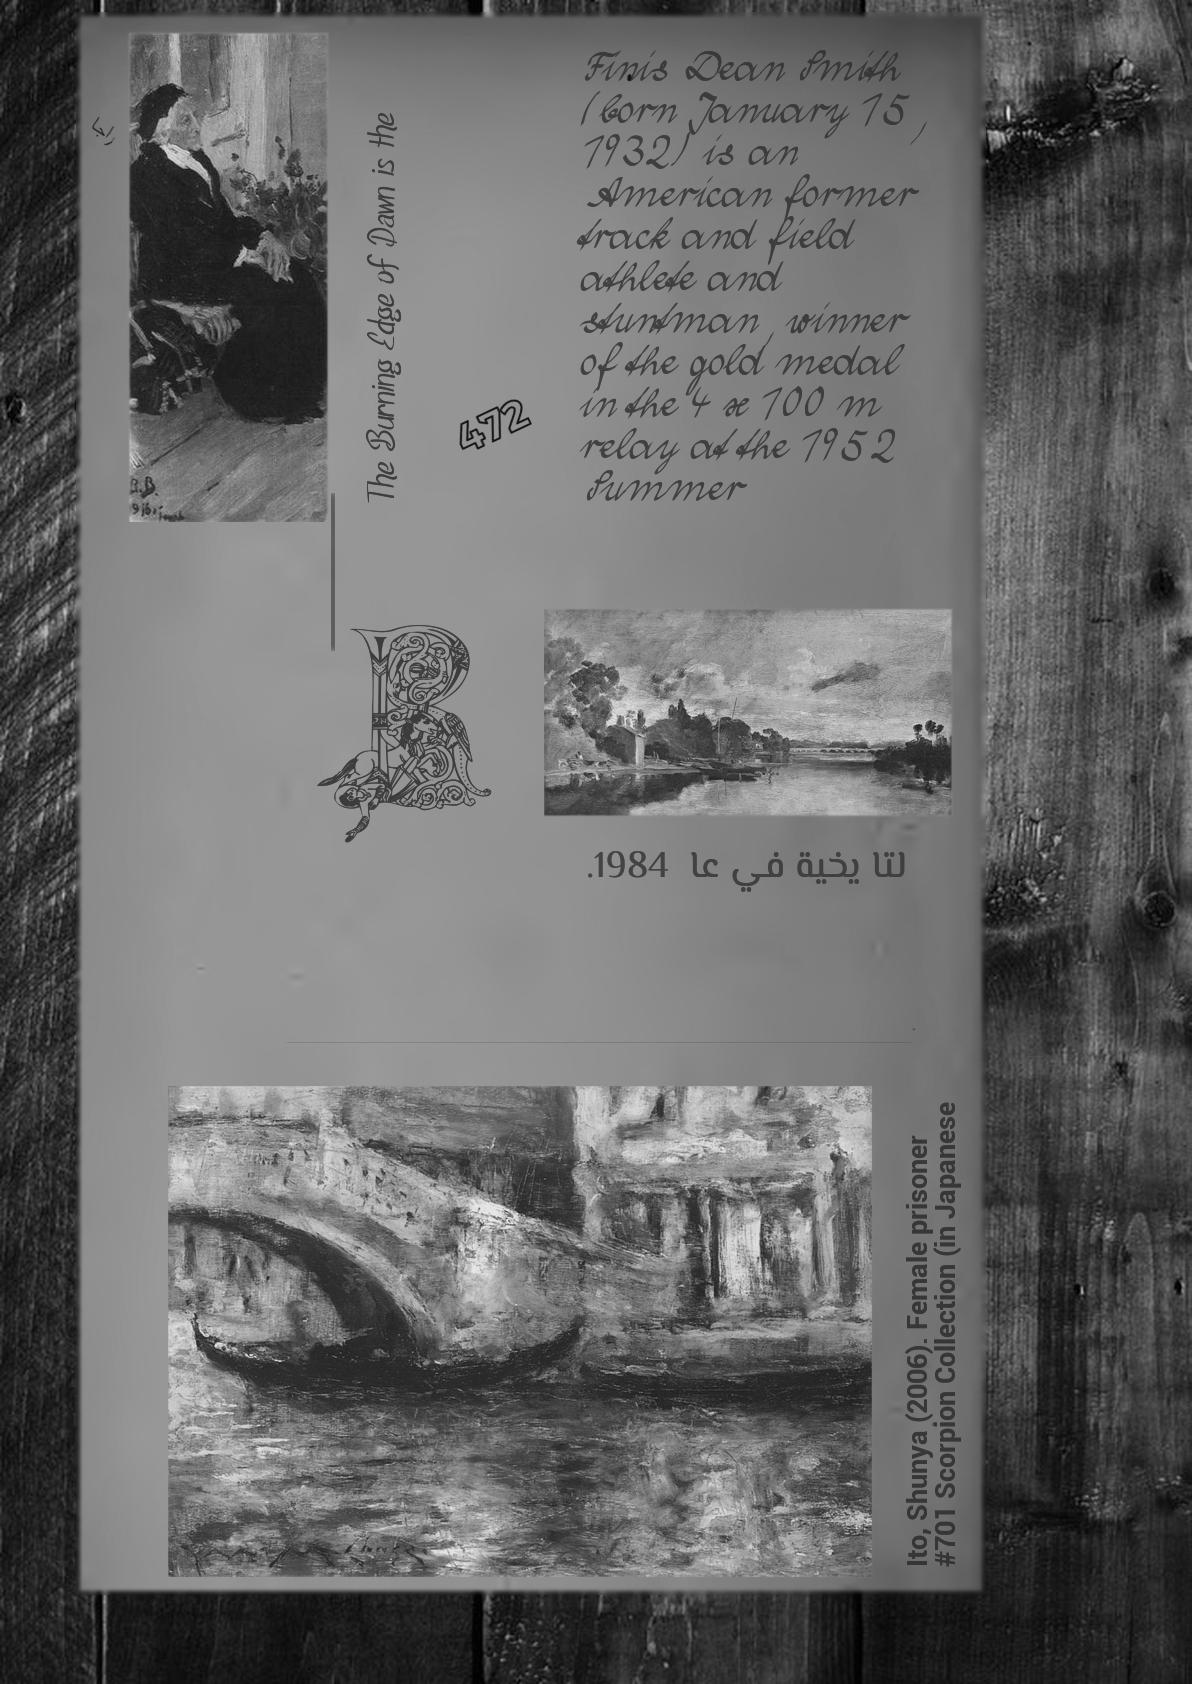 The Burning Edge of Dawn is the
472
Finis Dean Smith
(born January 15,
1932) is an
American former
track and field
athlete and
stuntman, winner
of the gold medal
in the 4 æ 100 m
relay at the 1952
Summer
R
لتا يخية في عا 1984.
Ito, Shunya (2006). Female prisoner
#701 Scorpion Collection (in Japanese